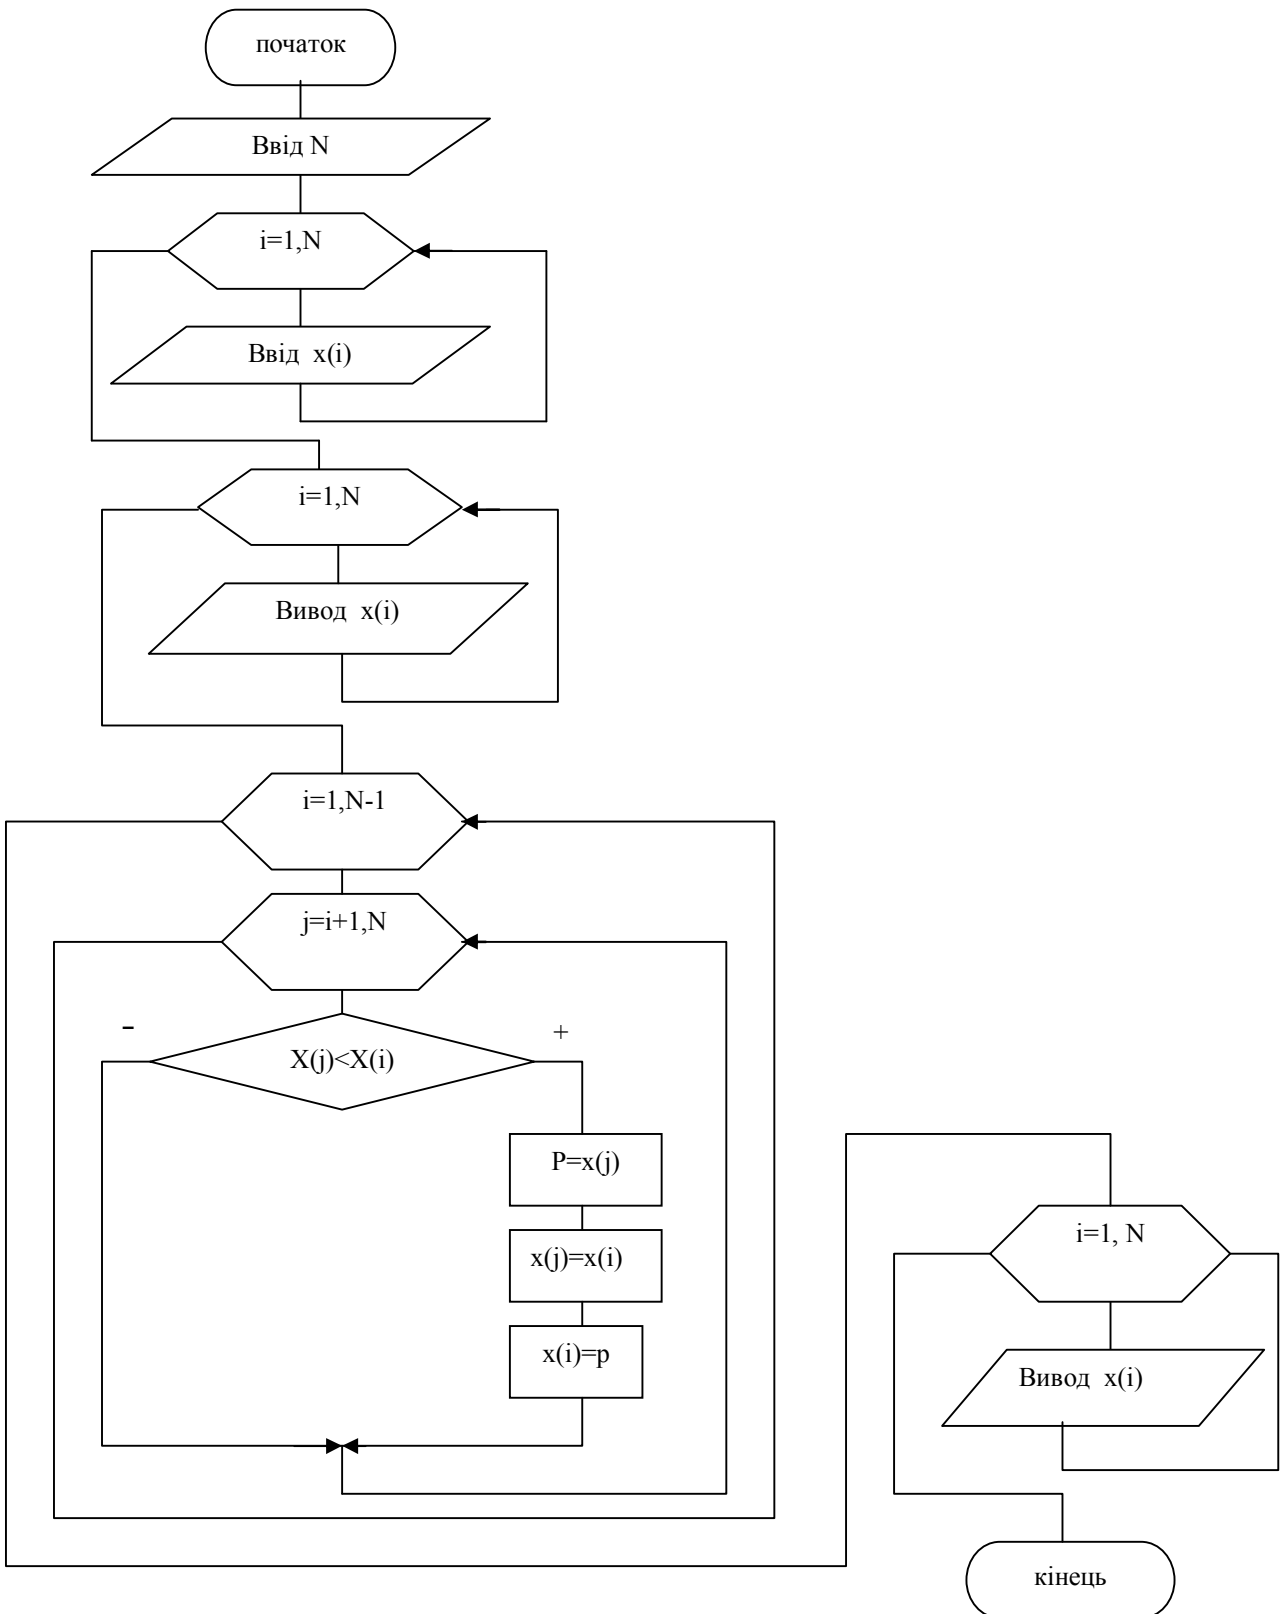 початок
Ввід N
i=1,N
Ввід x(i)
i=1,N
Вивод x(i)
i=1,N-1
j=i+1,N
-
+
X(j)<X(i)
P=x(j)
x(j)=x(i)
x(i)=p
i=1, N
Вивод x(i)
кінець